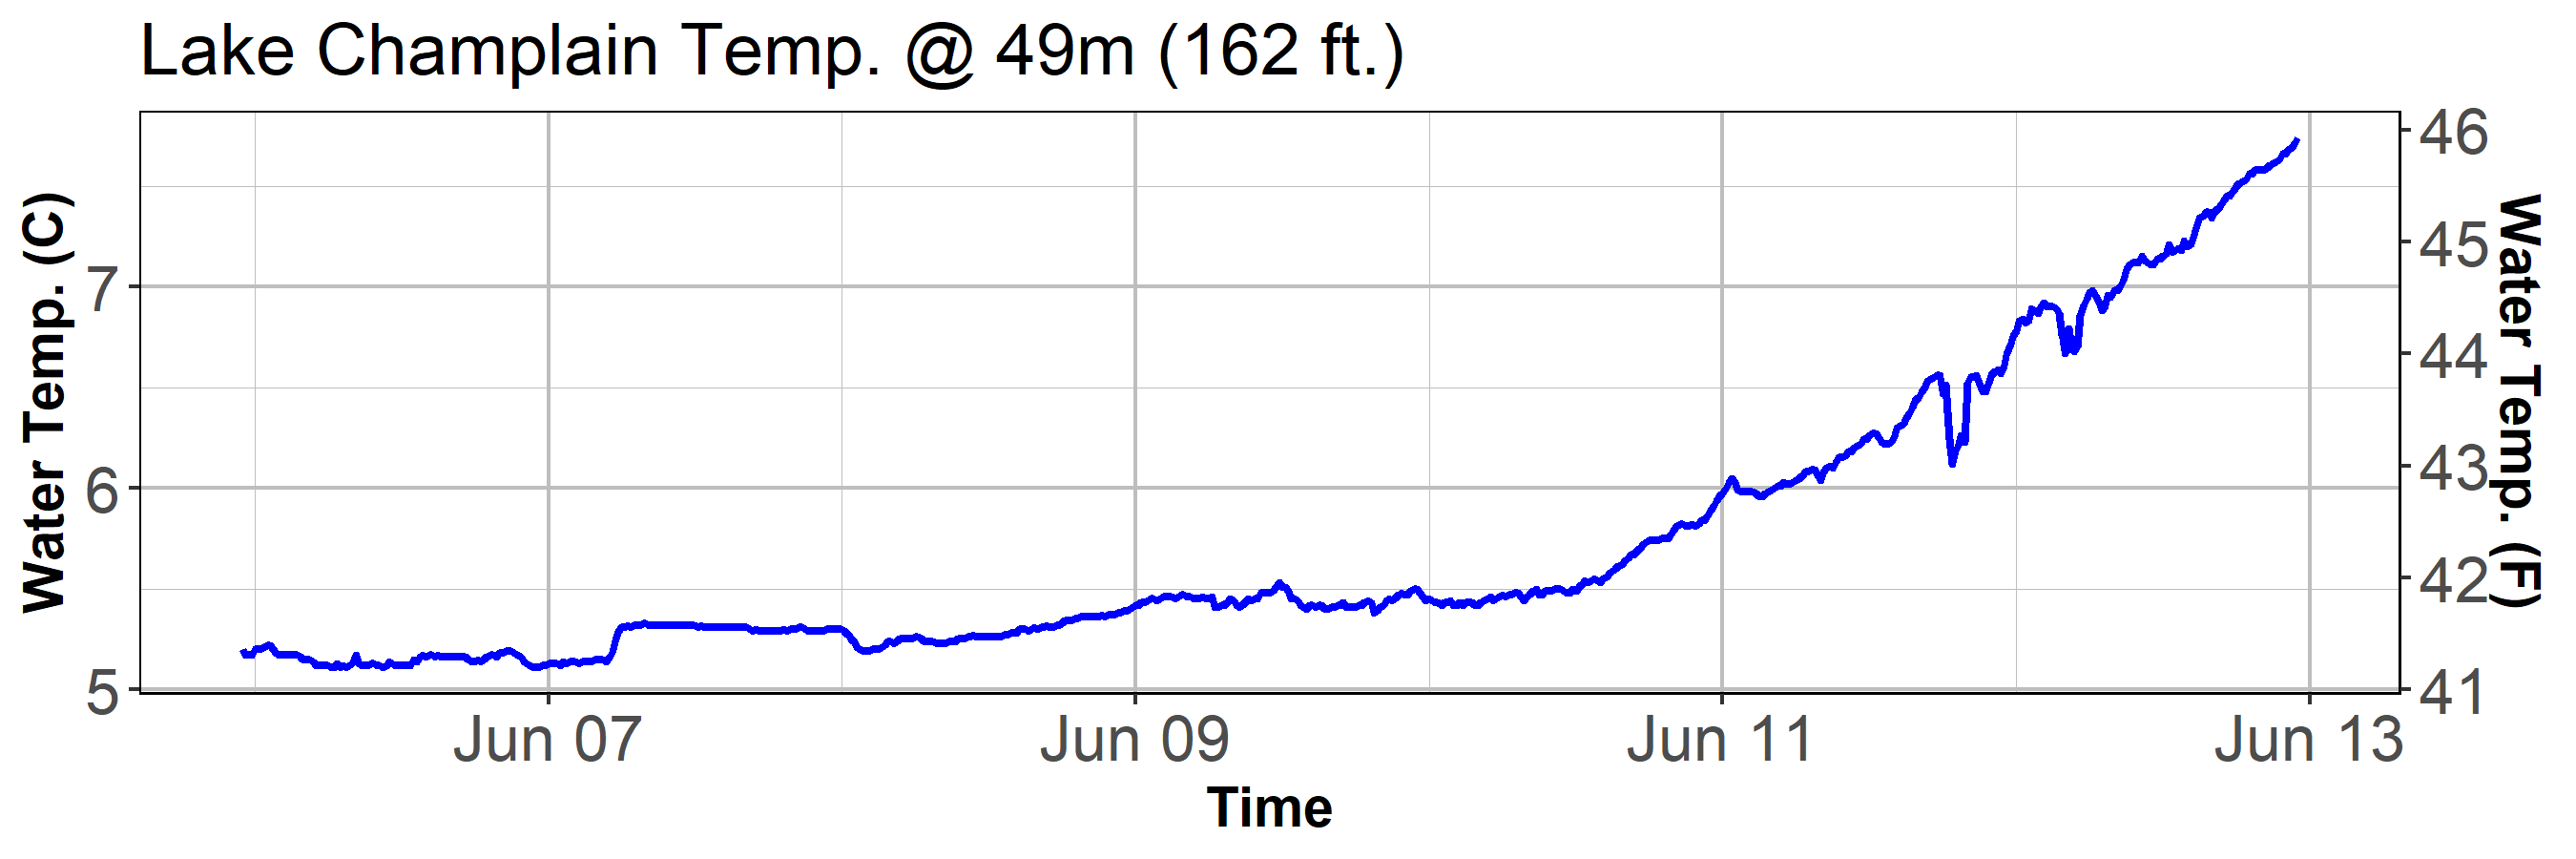 Lake Champlain Temp. @ 49m (162 ft.)
Water Temp. (C)
7
6
5
46
45
44
43
42
41
Water Temp. (F)
Jun 07 Jun 09 Jun 11 Jun 13
Time